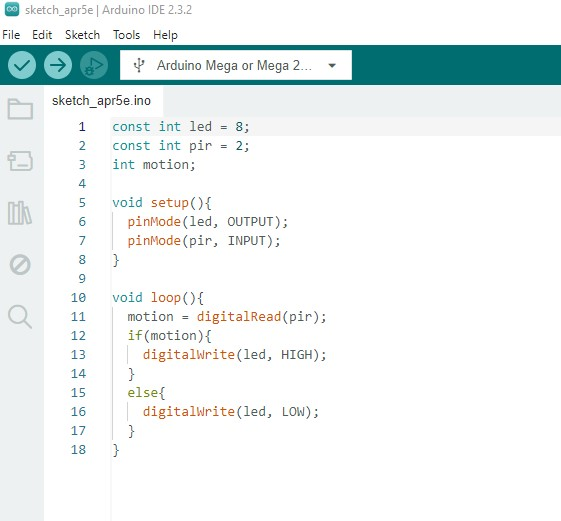 sketch_apr5e | Arduino IDE 2.3.2
File Edit Sketch Tools Help
Arduino Mega or Mega 2...
sketch_apr5e.ino
1 const int led = 8;
2 const int pir = 2;
3 int motion;
4
5 void setup(){
6 pinMode(led, OUTPUT);
7 pinMode(pir, INPUT);
8 }
9
10 void loop(){
11 motion = digitalRead(pir);
12 if(motion){
13 digitalWrite(led, HIGH);
14 }
15 else{
16 digitalWrite(led, LOW);
17 }
18 }